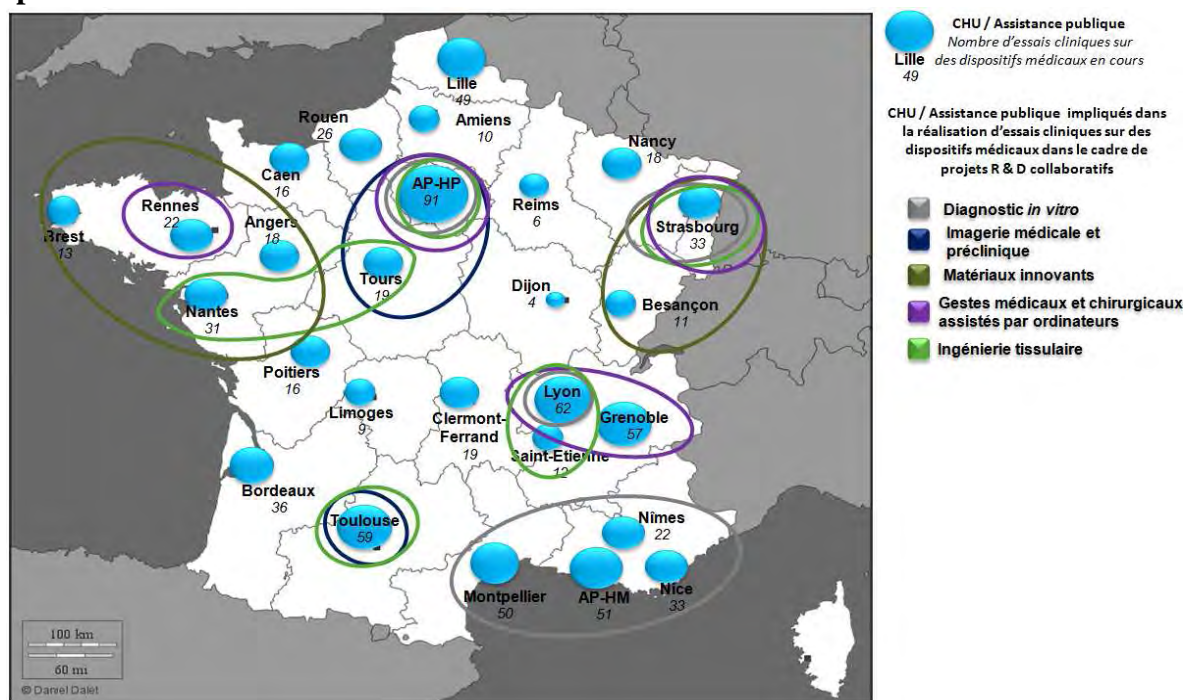 Lille
49
Rouen
26
Amiens
10
Nancy
18
Caen
16
AP-HP
91
Reims
6
Strasbourg
33
Rennes
22
Angers
18
Brest
13
Tours
19
Dijon
4
Besançon
11
Nantes
31
Poitiers
16
Limoges
9
Clermont-
Ferrand
19
Lyon
62
Grenoble
57
Saint-Etienne
12
Bordeaux
36
Toulouse
59
Nîmes
22
Montpellier
50
AP-HM
51
Nice
33
100 km
60 mi
© Daniel Dalet
CHU / Assistance publique
Nombre d'essais cliniques sur
des dispositifs médicaux en cours
Lille
49
CHU / Assistance publique impliqués dans
la réalisation d'essais cliniques sur des
dispositifs médicaux dans le cadre de
projets R & D collaboratifs
Diagnostic in vitro
Imagerie médicale et
préclinique
Matériaux innovants
Gestes médicaux et chirurgicaux
assistés par ordinateurs
Ingénierie tissulaire